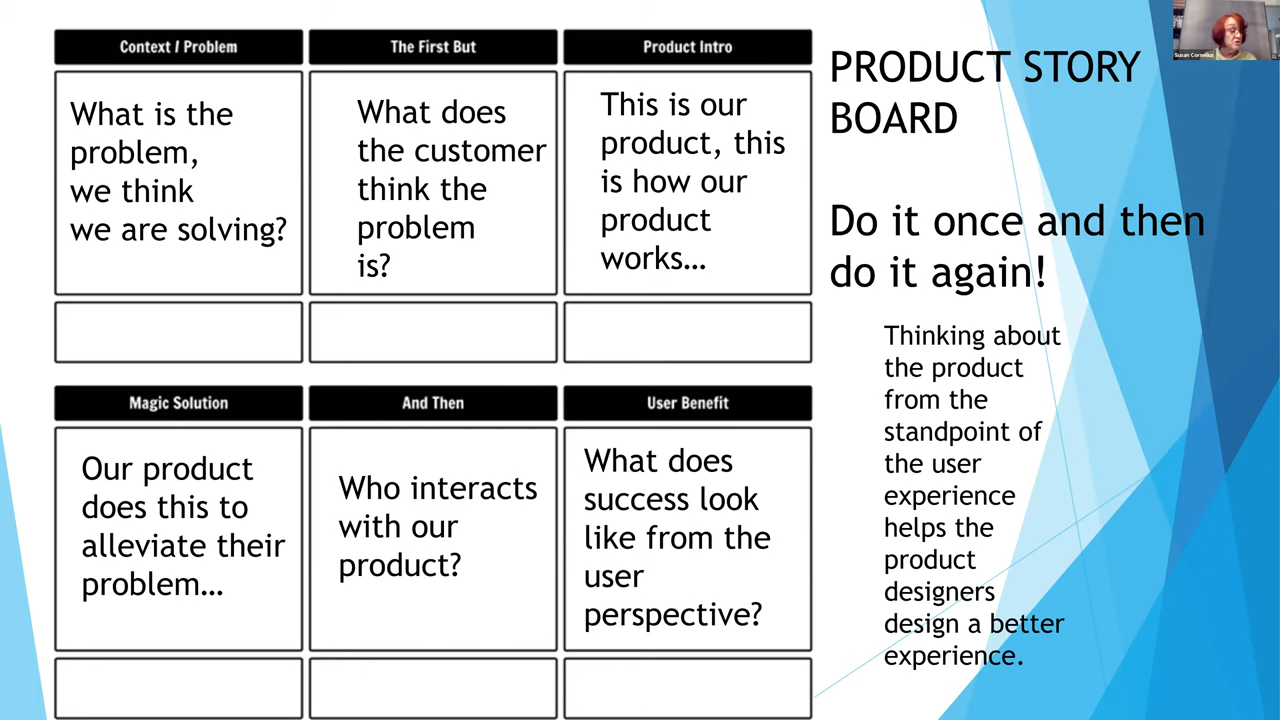 Context / Problem
The First But
Product Intro
What is the
problem,
we think
we are solving?
What does
the customer
think the
problem
is?
This is our
product, this
is how our
product
works…
Magic Solution
And Then
User Benefit
Our product
does this to
alleviate their
problem…
Who interacts
with our
product?
What does
success look
like from the
user
perspective?
PRODUCT STORY
BOARD
Do it once and then
do it again!
Thinking about
the product
from the
standpoint of
the user
experience
helps the
product
designers
design a better
experience.
Susan Cornelius